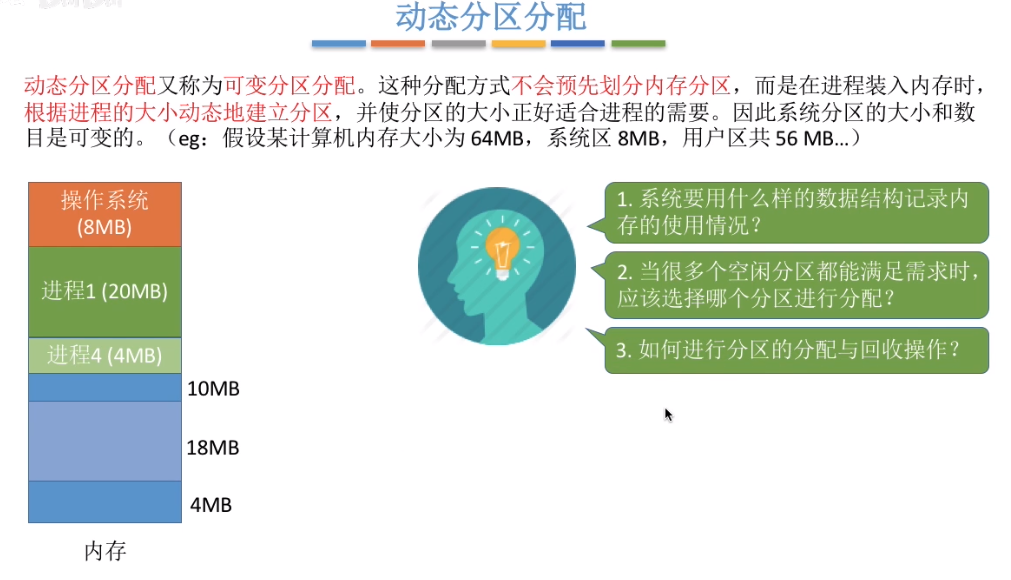 动态分区分配
动态分区分配又称为可变分区分配。这种分配方式不会预先划分内存分区，而是在进程装入内存时，
根据进程的大小动态地建立分区，并使分区的大小正好适合进程的需要。因此系统分区的大小和数
目是可变的。（eg：假设某计算机内存大小为 64MB，系统区 8MB，用户区共 56 MB…）
操作系统
(8MB)
进程1 (20MB)
进程4 (4MB)
10MB
18MB
4MB
内存
1. 系统要用什么样的数据结构记录内
存的使用情况？
2. 当很多个空闲分区都能满足需求时，
应该选择哪个分区进行分配？
3. 如何进行分区的分配与回收操作？